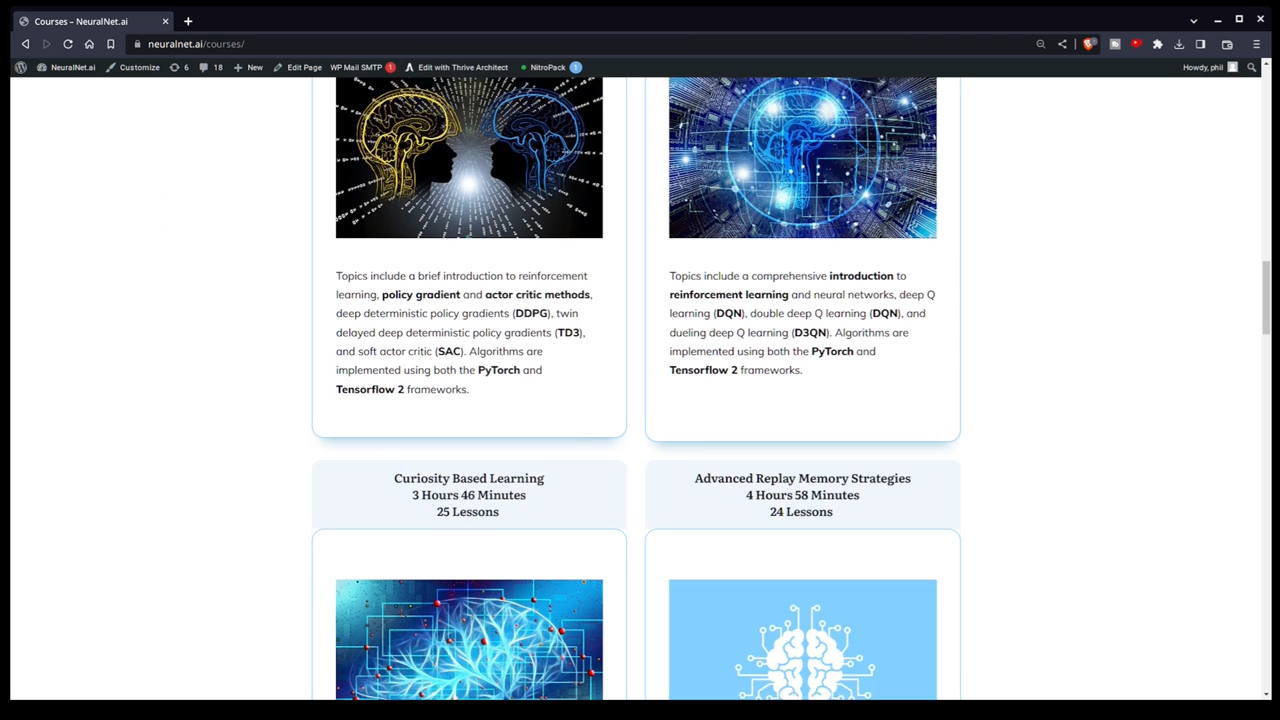 Courses – NeuralNet.ai
neuralnet.ai/courses/
NeuralNet.ai Customize 6 18 New Edit Page WP Mail SMTP 1 Edit with Thrive Architect NitroPack 1 Howdy, phil
Topics include a brief introduction to reinforcement
learning, policy gradient and actor critic methods,
deep deterministic policy gradients (DDPG), twin
delayed deep deterministic policy gradients (TD3),
and soft actor critic (SAC). Algorithms are
implemented using both the PyTorch and
Tensorflow 2 frameworks.
Topics include a comprehensive introduction to
reinforcement learning and neural networks, deep Q
learning (DQN), double deep Q learning (DQN), and
dueling deep Q learning (D3QN). Algorithms are
implemented using both the PyTorch and
Tensorflow 2 frameworks.
Curiosity Based Learning
3 Hours 46 Minutes
25 Lessons
Advanced Replay Memory Strategies
4 Hours 58 Minutes
24 Lessons